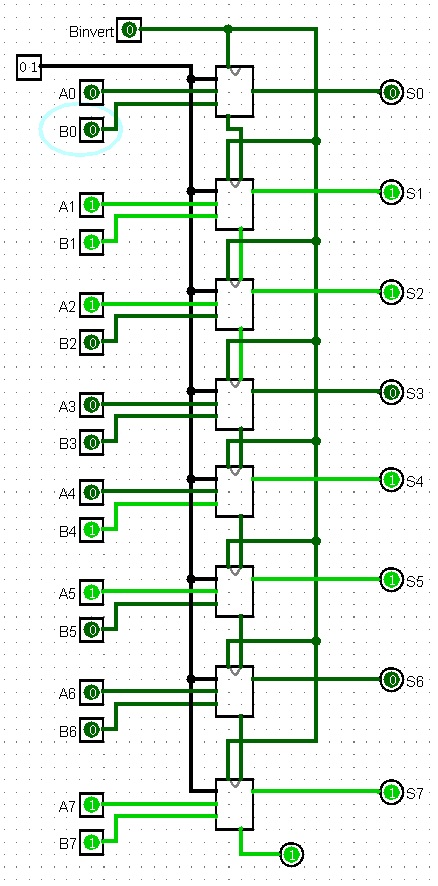 Binvert 0
0 1
A0 0
0 S0
B0 0
A1 1
1 S1
B1 1
A2 1
1 S2
B2 0
A3 0
0 S3
B3 0
A4 0
1 S4
B4 1
A5 1
1 S5
B5 0
A6 0
0 S6
B6 0
A7 1
1 S7
B7 1
1